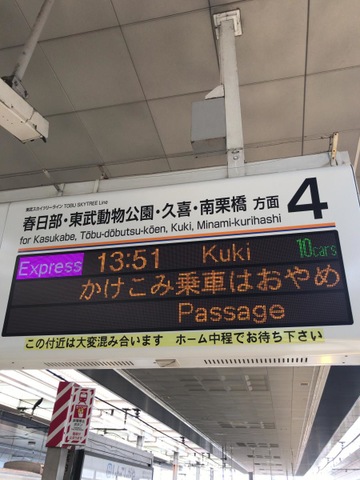 東武スカイツリーライン TOBU SKYTREE Line
春日部・東武動物公園・久喜・南栗橋 方面 4
for Kasukabe, Tōbu-dōbutsu-kōen, Kuki, Minami-kurihashi
Express 13:51 Kuki 10cars
かけこみ乗車はおやめ
Passage
この付近は大変混み合います ホーム中程でお待ち下さい